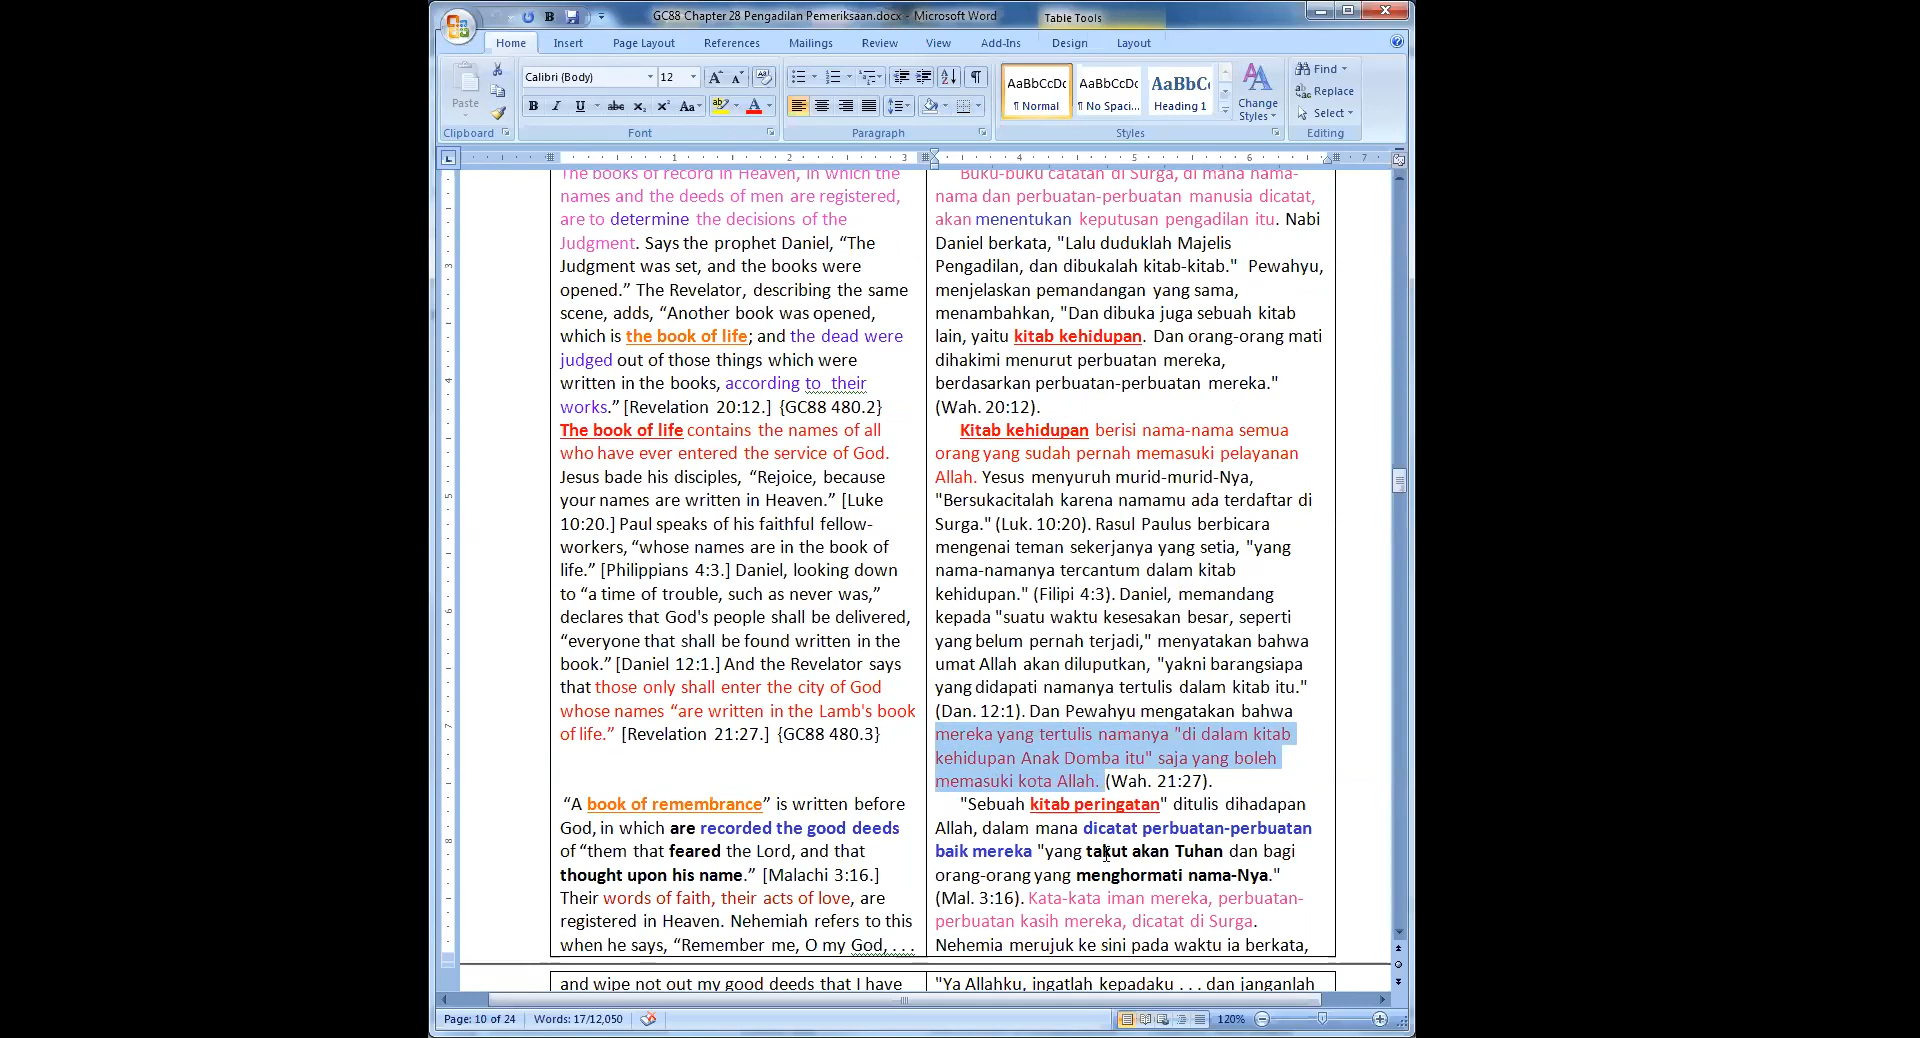 GC88 Chapter 28 Pengadilan Pemeriksaan.docx - Microsoft Word
Table Tools
Home Insert Page Layout References Mailings Review View Add-Ins Design Layout
Paste
Clipboard
Calibri (Body) 12
Font
Paragraph
AaBbCcDc AaBbCcDc AaBbC
¶ Normal ¶ No Spaci... Heading 1
Change Styles
Styles
Find
Replace
Select
Editing
1 2 3 4 5 6 7
The books of record in Heaven, in which the
names and the deeds of men are registered,
are to determine the decisions of the
Judgment. Says the prophet Daniel, “The
Judgment was set, and the books were
opened.” The Revelator, describing the same
scene, adds, “Another book was opened,
which is the book of life; and the dead were
judged out of those things which were
written in the books, according to their
works.” [Revelation 20:12.] {GC88 480.2}
The book of life contains the names of all
who have ever entered the service of God.
Jesus bade his disciples, “Rejoice, because
your names are written in Heaven.” [Luke
10:20.] Paul speaks of his faithful fellow-
workers, “whose names are in the book of
life.” [Philippians 4:3.] Daniel, looking down
to “a time of trouble, such as never was,”
declares that God's people shall be delivered,
“everyone that shall be found written in the
book.” [Daniel 12:1.] And the Revelator says
that those only shall enter the city of God
whose names “are written in the Lamb's book
of life.” [Revelation 21:27.] {GC88 480.3}
“A book of remembrance” is written before
God, in which are recorded the good deeds
of “them that feared the Lord, and that
thought upon his name.” [Malachi 3:16.]
Their words of faith, their acts of love, are
registered in Heaven. Nehemiah refers to this
when he says, “Remember me, O my God, . . .
and wipe not out my good deeds that I have
Buku-buku catatan di Surga, di mana nama-
nama dan perbuatan-perbuatan manusia dicatat,
akan menentukan keputusan pengadilan itu. Nabi
Daniel berkata, "Lalu duduklah Majelis
Pengadilan, dan dibukalah kitab-kitab." Pewahyu,
menjelaskan pemandangan yang sama,
menambahkan, "Dan dibuka juga sebuah kitab
lain, yaitu kitab kehidupan. Dan orang-orang mati
dihakimi menurut perbuatan mereka,
berdasarkan perbuatan-perbuatan mereka."
(Wah. 20:12).
Kitab kehidupan berisi nama-nama semua
orang yang sudah pernah memasuki pelayanan
Allah. Yesus menyuruh murid-murid-Nya,
"Bersukacitalah karena namamu ada terdaftar di
Surga." (Luk. 10:20). Rasul Paulus berbicara
mengenai teman sekerjanya yang setia, "yang
nama-namanya tercantum dalam kitab
kehidupan." (Filipi 4:3). Daniel, memandang
kepada "suatu waktu kesesakan besar, seperti
yang belum pernah terjadi," menyatakan bahwa
umat Allah akan diluputkan, "yakni barangsiapa
yang didapati namanya tertulis dalam kitab itu."
(Dan. 12:1). Dan Pewahyu mengatakan bahwa
mereka yang tertulis namanya "di dalam kitab
kehidupan Anak Domba itu" saja yang boleh
memasuki kota Allah. (Wah. 21:27).
"Sebuah kitab peringatan" ditulis dihadapan
Allah, dalam mana dicatat perbuatan-perbuatan
baik mereka "yang takut akan Tuhan dan bagi
orang-orang yang menghormati nama-Nya."
(Mal. 3:16). Kata-kata iman mereka, perbuatan-
perbuatan kasih mereka, dicatat di Surga.
Nehemia merujuk ke sini pada waktu ia berkata,
"Ya Allahku, ingatlah kepadaku . . . dan janganlah
Page: 10 of 24 Words: 17/12,050 120%